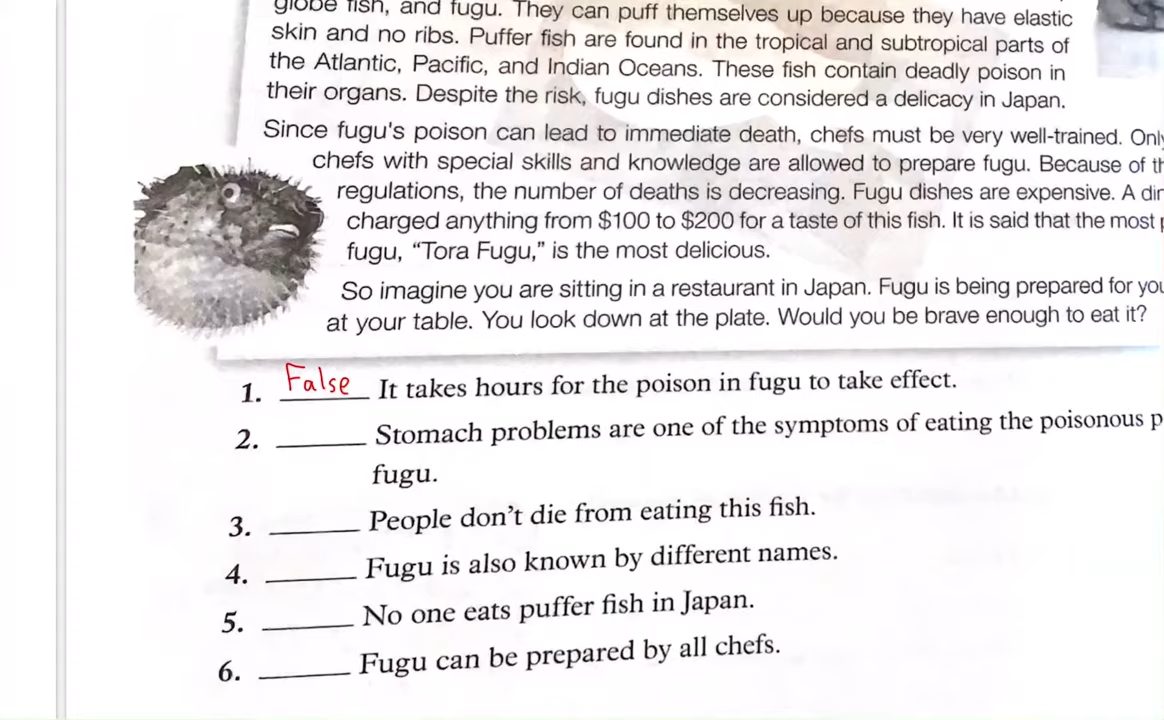 globe fish, and fugu. They can puff themselves up because they have elastic
skin and no ribs. Puffer fish are found in the tropical and subtropical parts of
the Atlantic, Pacific, and Indian Oceans. These fish contain deadly poison in
their organs. Despite the risk, fugu dishes are considered a delicacy in Japan.
Since fugu's poison can lead to immediate death, chefs must be very well-trained. Only
chefs with special skills and knowledge are allowed to prepare fugu. Because of
regulations, the number of deaths is decreasing. Fugu dishes are expensive. A
charged anything from $100 to $200 for a taste of this fish. It is said that the most
fugu, “Tora Fugu,” is the most delicious.
So imagine you are sitting in a restaurant in Japan. Fugu is being prepared for you
at your table. You look down at the plate. Would you be brave enough to eat it?
1. False It takes hours for the poison in fugu to take effect.
2. ______ Stomach problems are one of the symptoms of eating the poisonous
fugu.
3. ______ People don’t die from eating this fish.
4. ______ Fugu is also known by different names.
5. ______ No one eats puffer fish in Japan.
6. ______ Fugu can be prepared by all chefs.